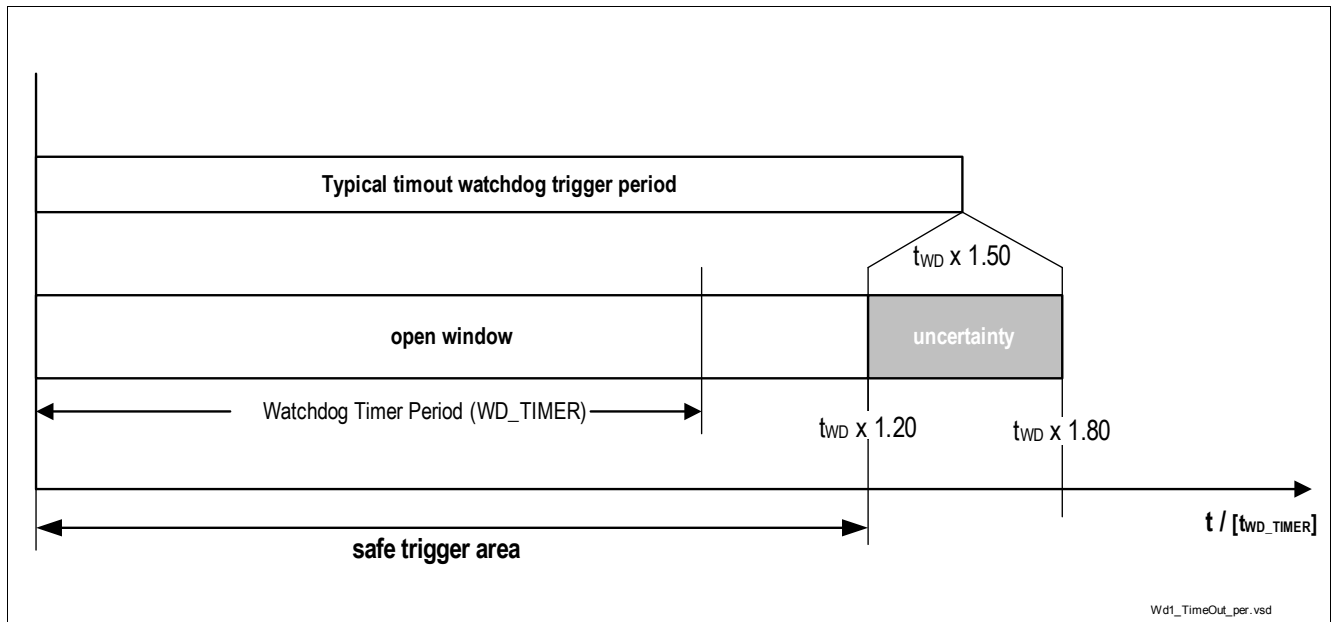 Typical timout watchdog trigger period
tWD x 1.50
open window
uncertainty
Watchdog Timer Period (WD_TIMER)
tWD x 1.20
tWD x 1.80
t / [tWD_TIMER]
safe trigger area
Wd1_TimeOut_per.vsd